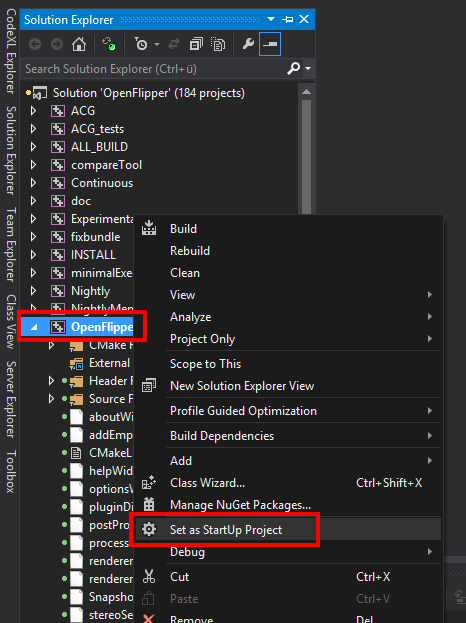 CodeXL Explorer
Solution Explorer
Team Explorer
Class View
Server Explorer
Toolbox
Solution Explorer
Search Solution Explorer (Ctrl+ü)
Solution 'OpenFlipper' (184 projects)
ACG
ACG_tests
ALL_BUILD
compareTool
Continuous
doc
Experimenta
fixbundle
INSTALL
minimalExe
Nightly
NightlyMem
OpenFlippe
CMake F
External
Header F
Source F
aboutWi
addEmp
CMakeL
helpWid
optionsW
pluginDi
postPro
process
renderer
renderer
Snapsho
stereoSe
Build
Rebuild
Clean
View
Analyze
Project Only
Scope to This
New Solution Explorer View
Profile Guided Optimization
Build Dependencies
Add
Class Wizard... Ctrl+Shift+X
Manage NuGet Packages...
Set as StartUp Project
Debug
Cut Ctrl+X
Paste Ctrl+V
Remove Del